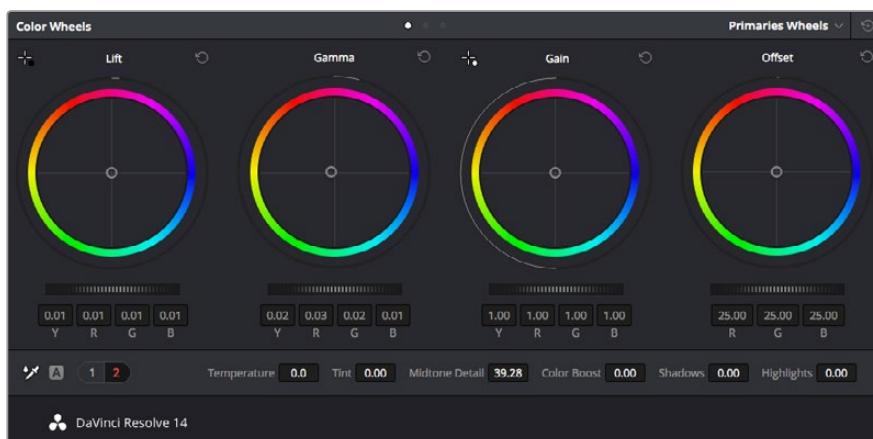 Color Wheels Primaries Wheels
Lift Gamma Gain Offset
0.01 0.01 0.01 0.01 0.02 0.03 0.02 0.01 1.00 1.00 1.00 1.00 25.00 25.00 25.00
Y R G B Y R G B Y R G B R G B
A 1 2 Temperature 0.0 Tint 0.00 Midtone Detail 39.28 Color Boost 0.00 Shadows 0.00 Highlights 0.00
DaVinci Resolve 14